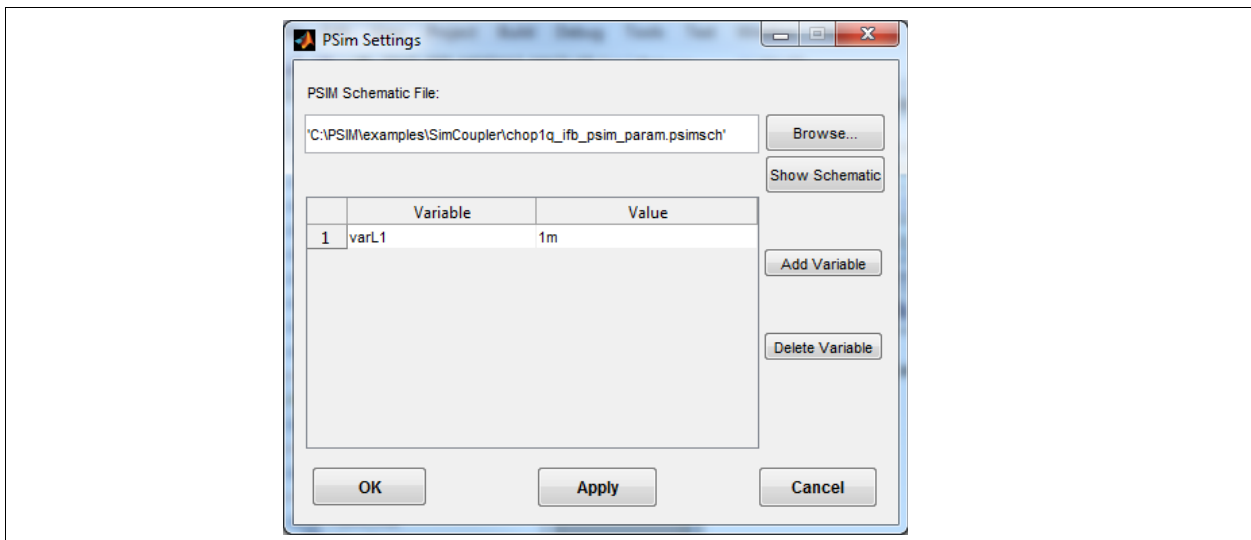 PSim Settings
PSIM Schematic File:
'C:\PSIM\examples\SimCoupler\chop1q_ifb_psim_param.psimsch'
Browse...
Show Schematic
Variable Value
1 varL1 1m
Add Variable
Delete Variable
OK Apply Cancel